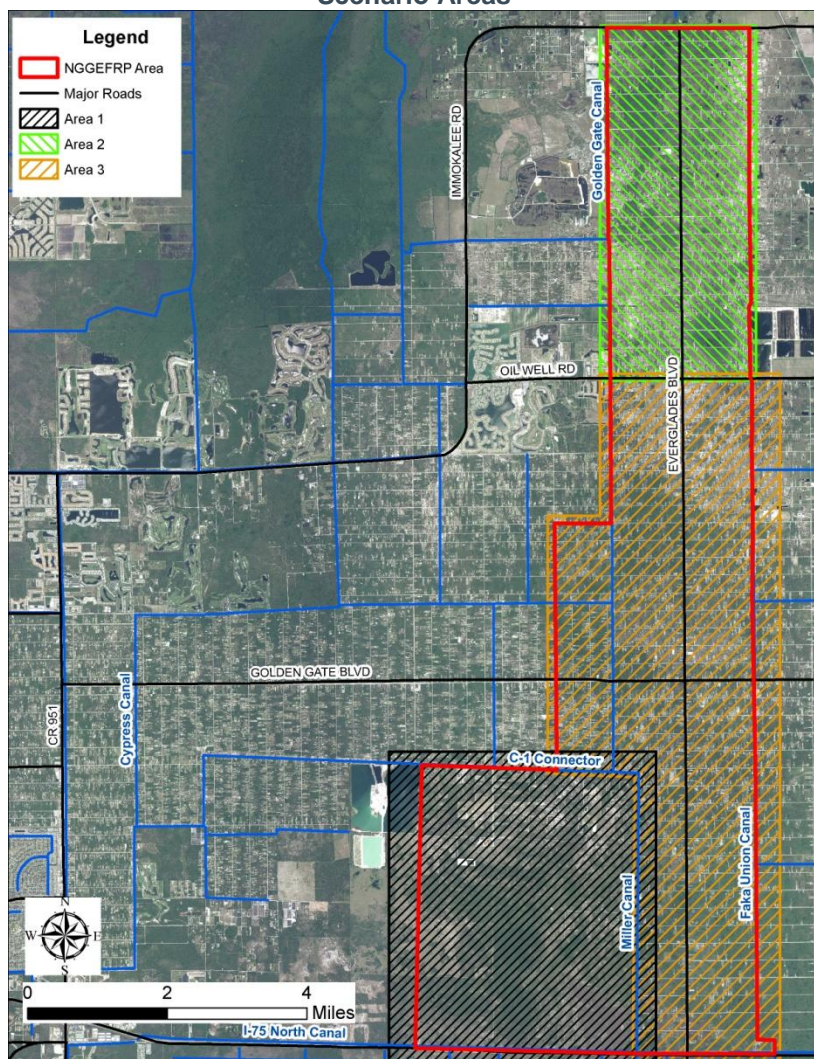 Scenario Areas
Legend
NGGEFRP Area
Major Roads
Area 1
Area 2
Area 3
IMMOKALEE RD
Golden Gate Canal
OIL WELL RD
EVERGLADES BLVD
GOLDEN GATE BLVD
CR 951
Cypress Canal
C-1 Connector
Miller Canal
Faka Union Canal
N
W E
S
0 2 4
Miles
I-75 North Canal